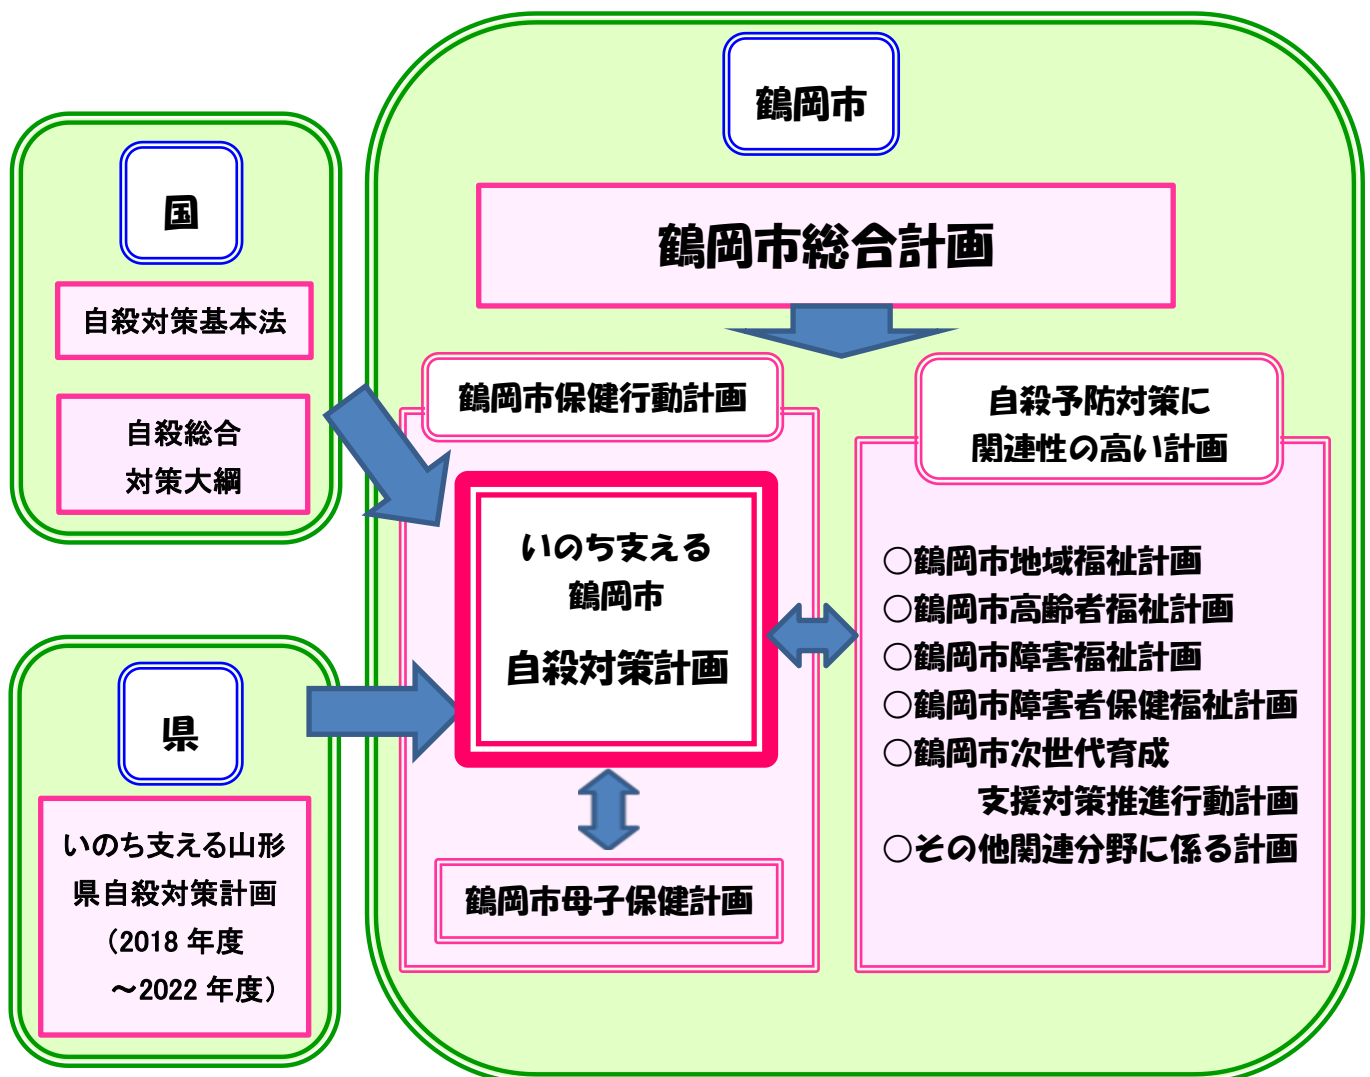 国
自殺対策基本法
自殺総合
対策大綱
県
いのち支える山形
県自殺対策計画
（2018 年度
～2022 年度）
鶴岡市
鶴岡市総合計画
鶴岡市保健行動計画
いのち支える
鶴岡市
自殺対策計画
鶴岡市母子保健計画
自殺予防対策に
関連性の高い計画
○鶴岡市地域福祉計画
○鶴岡市高齢者福祉計画
○鶴岡市障害福祉計画
○鶴岡市障害者保健福祉計画
○鶴岡市次世代育成
支援対策推進行動計画
○その他関連分野に係る計画